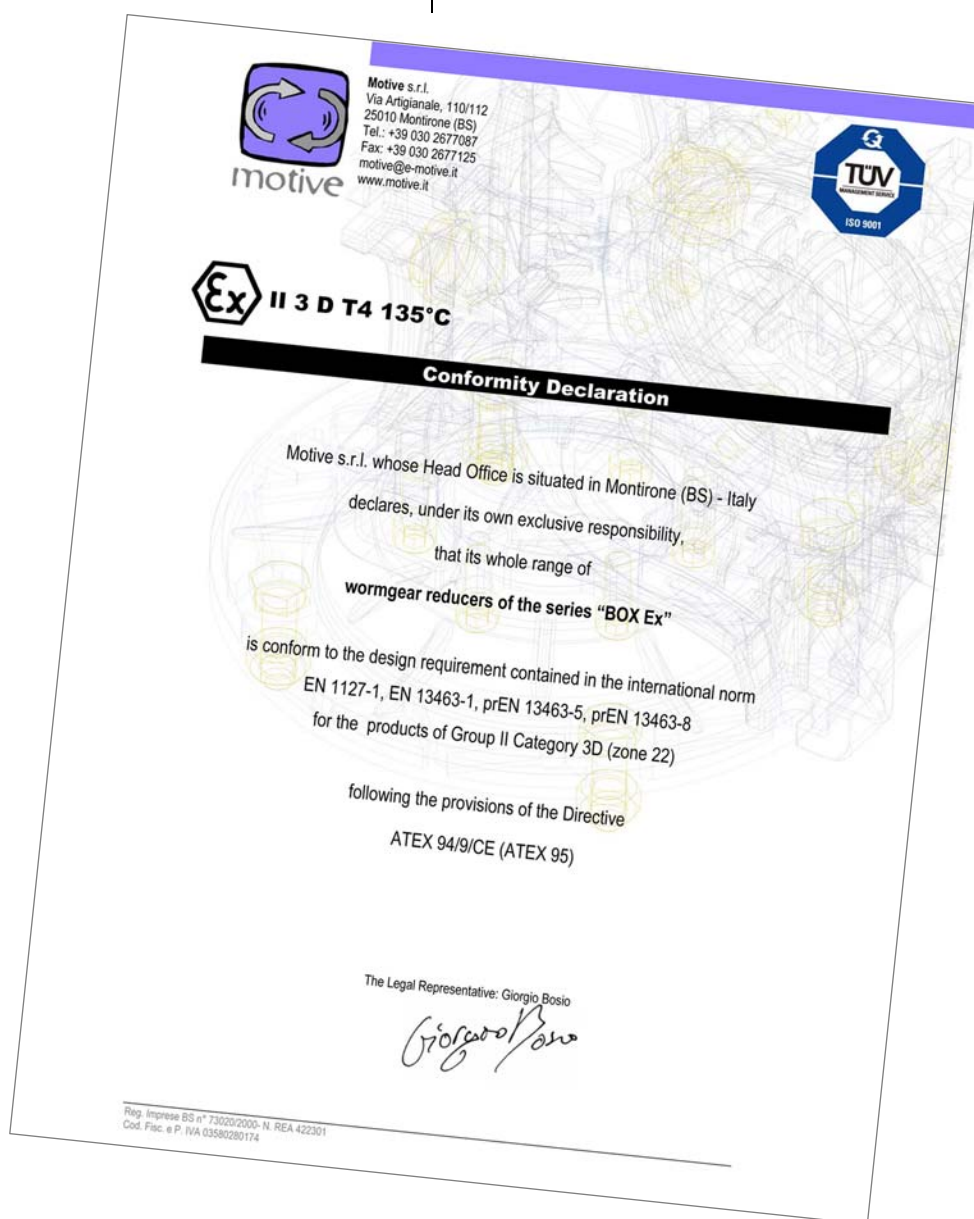 motive
Motive s.r.l.
Via Artigianale, 110/112
25010 Montirone (BS)
Tel.: +39 030 2677087
Fax: +39 030 2677125
motive@e-motive.it
www.motive.it
TÜV
MANAGEMENT SERVICE
ISO 9001
Ex II 3 D T4 135°C
Conformity Declaration
Motive s.r.l. whose Head Office is situated in Montirone (BS) - Italy
declares, under its own exclusive responsibility,
that its whole range of
wormgear reducers of the series “BOX Ex”
is conform to the design requirement contained in the international norm
EN 1127-1, EN 13463-1, prEN 13463-5, prEN 13463-8
for the products of Group II Category 3D (zone 22)
following the provisions of the Directive
ATEX 94/9/CE (ATEX 95)
The Legal Representative: Giorgio Bosio
Giorgio Bosio
Reg. Imprese BS n° 73020/2000- N. REA 422301
Cod. Fisc. e P. IVA 03580280174